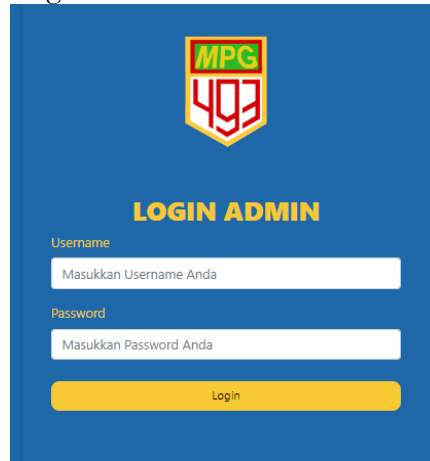 MPG
493
LOGIN ADMIN
Username
Masukkan Username Anda
Password
Masukkan Password Anda
Login